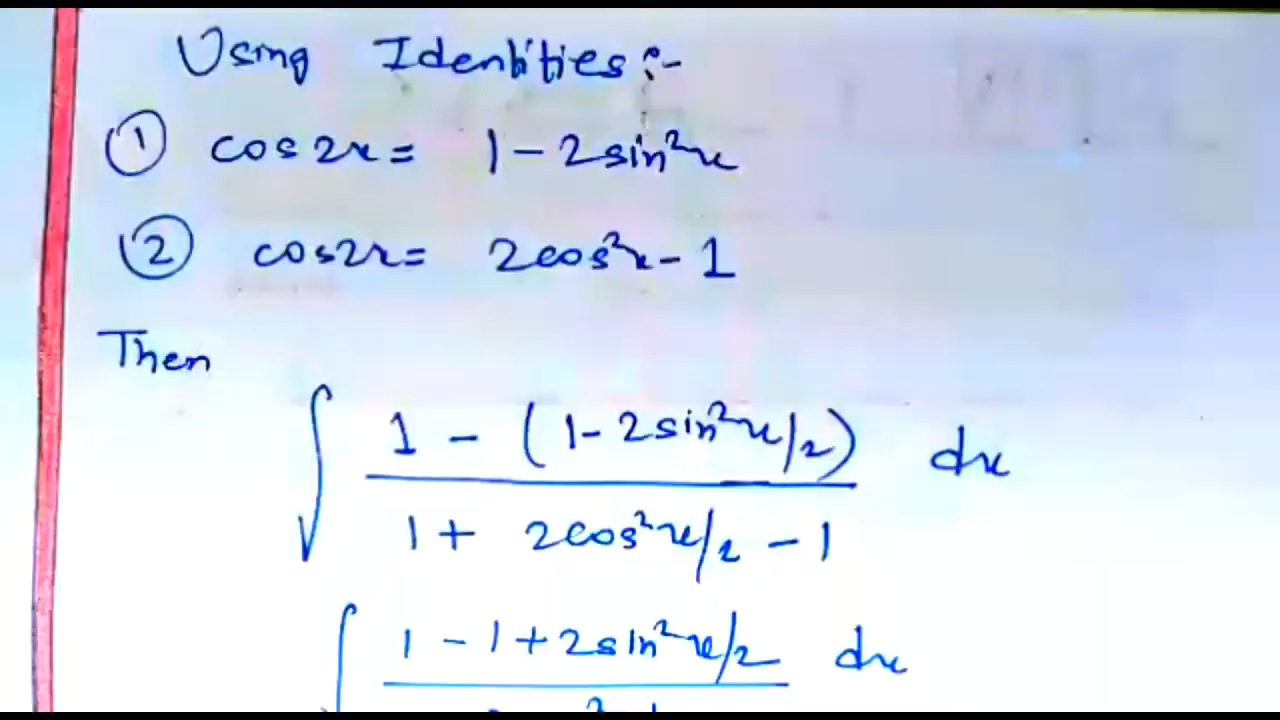 Using Identities:-
① cos2x = 1-2sin²x
② cos2x = 2cos²x-1
Then
∫ 1 - (1-2sin²x/2) dx
1 + 2cos²x/2 - 1
∫ 1 - 1 + 2sin²x/2 dx